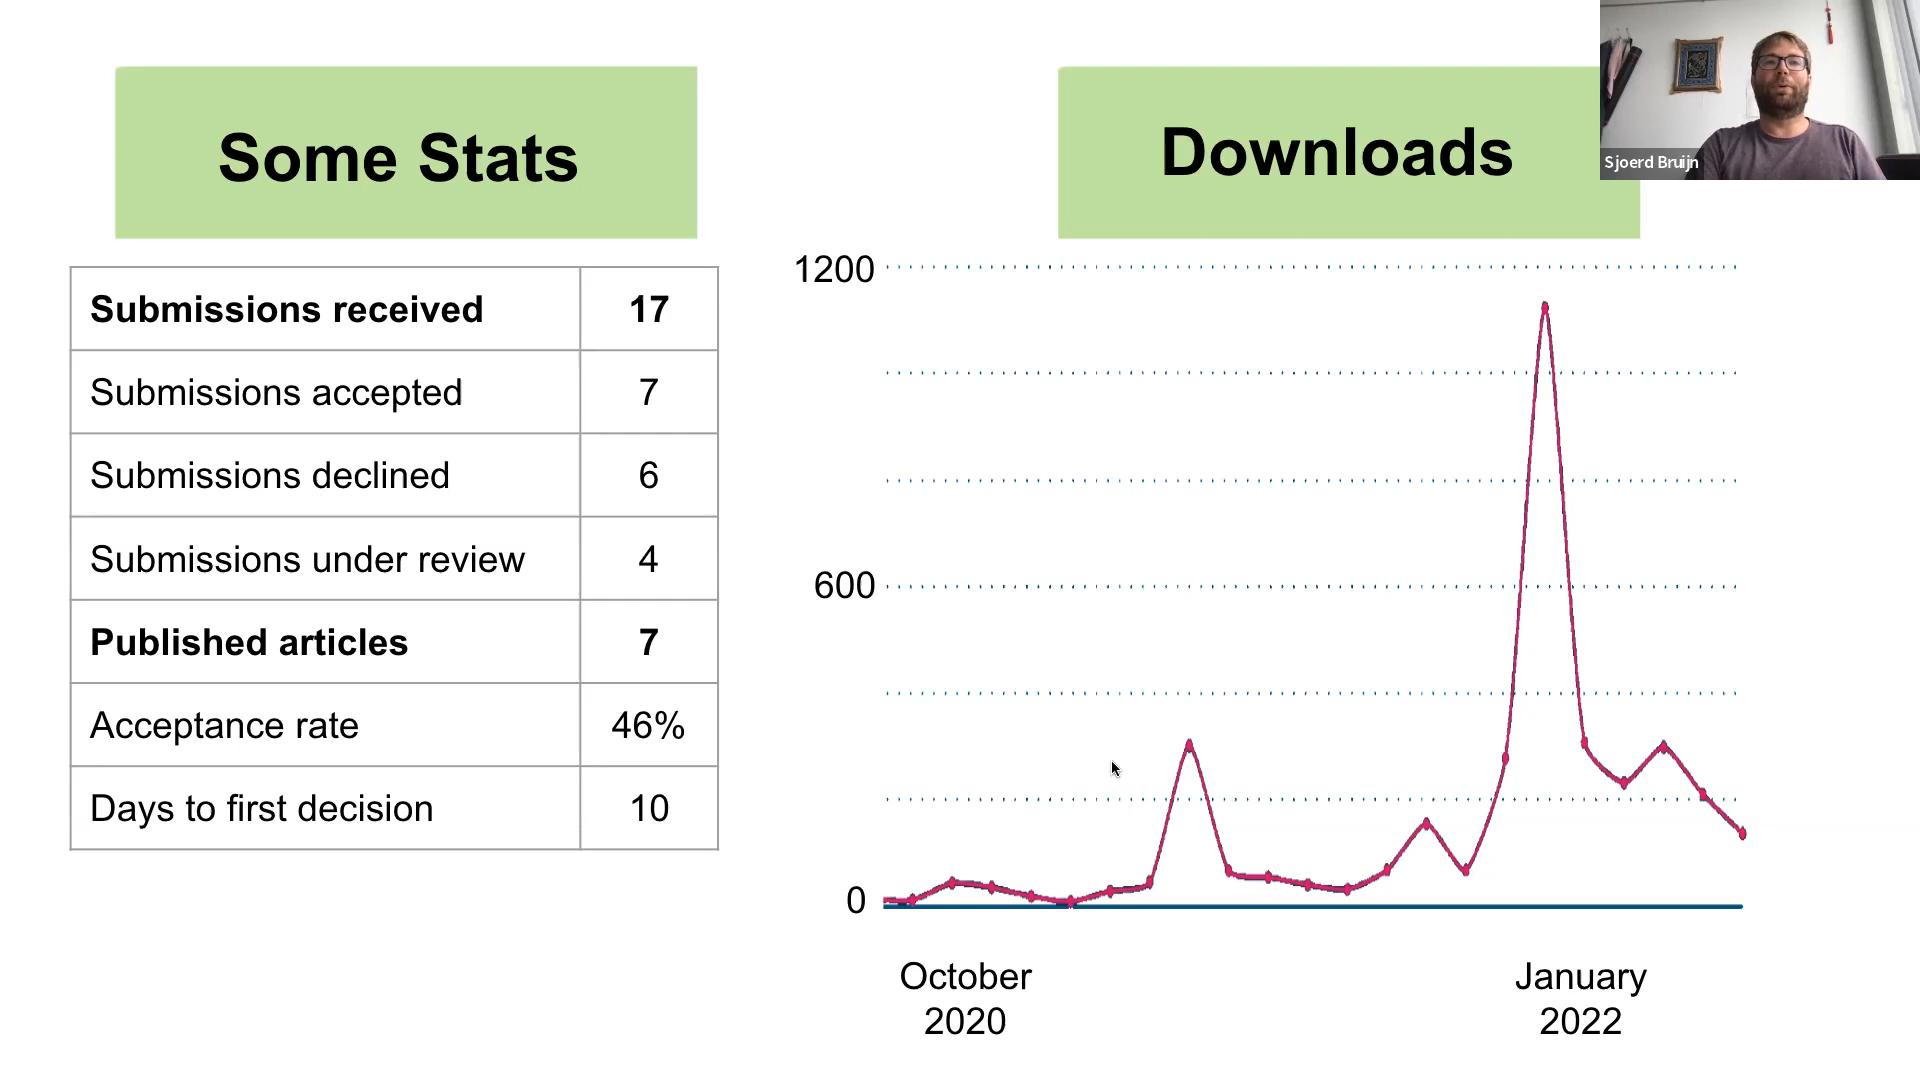 Some Stats
Submissions received 17
Submissions accepted 7
Submissions declined 6
Submissions under review 4
Published articles 7
Acceptance rate 46%
Days to first decision 10
Downloads
1200
600
0
October
2020
January
2022
Sjoerd Bruijn